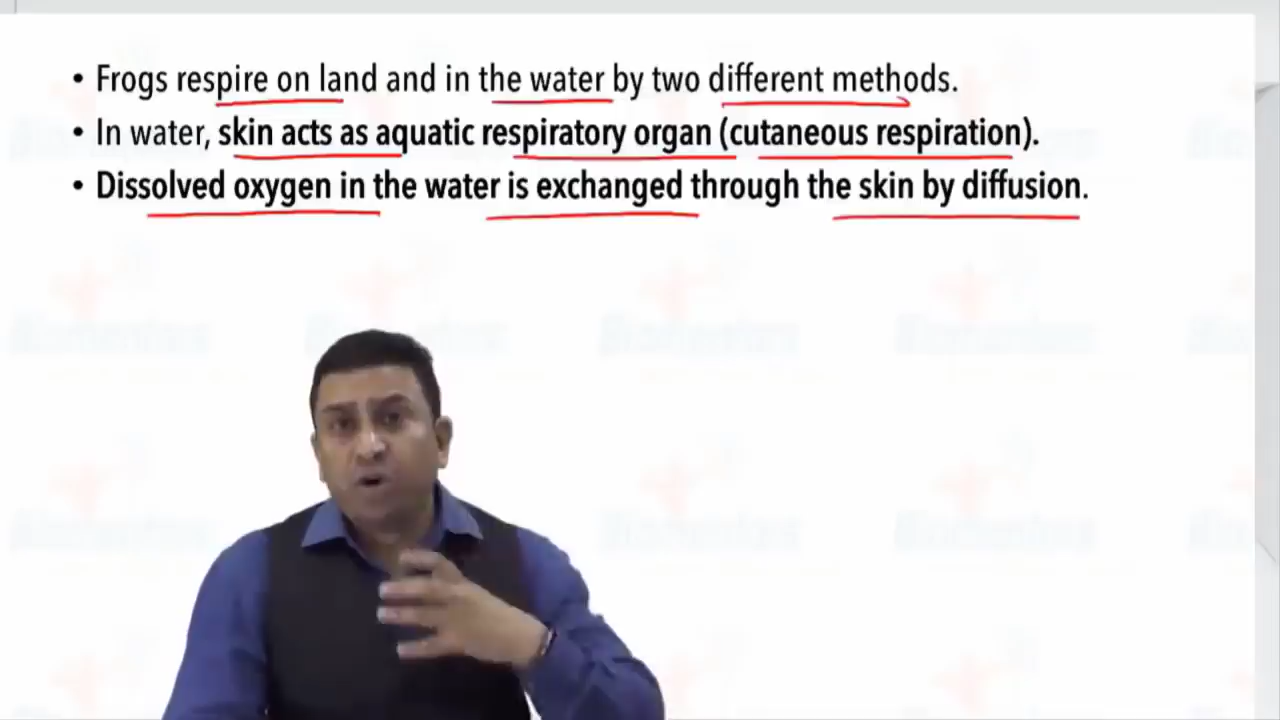 • Frogs respire on land and in the water by two different methods.
• In water, skin acts as aquatic respiratory organ (cutaneous respiration).
• Dissolved oxygen in the water is exchanged through the skin by diffusion.